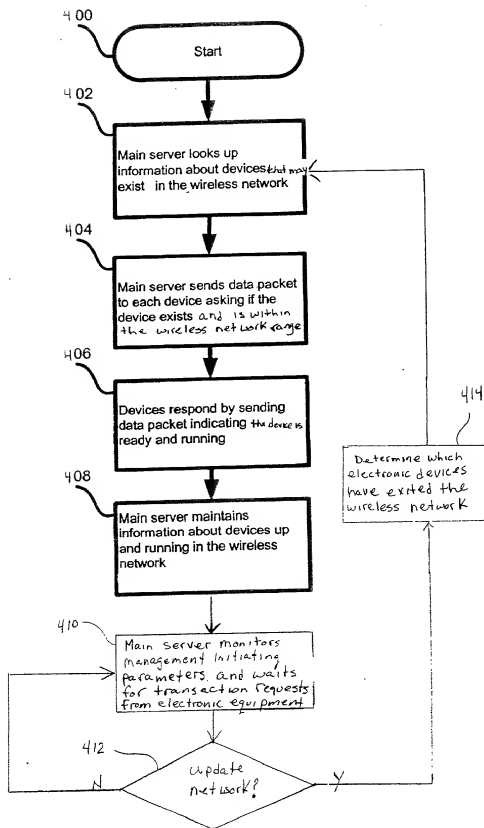 400
Start
402
Main server looks up
information about devices that may
exist in the wireless network
404
Main server sends data packet
to each device asking if the
device exists and is within
the wireless network range
406
Devices respond by sending
data packet indicating the device is
ready and running
408
Main server maintains
information about devices up
and running in the wireless
network
414
Determine which
electronic devices
have exited the
wireless network
410
Main server monitors
management initiating
parameters, and waits
for transaction requests
from electronic equipment
412
update
network?
N
Y